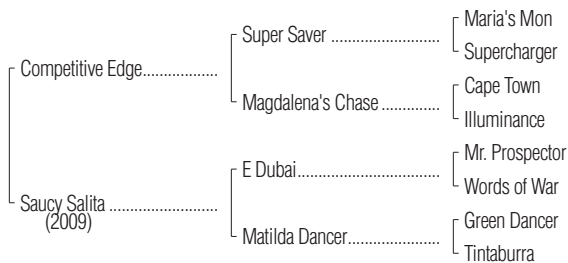 Maria's Mon
Super Saver ........................
Supercharger
Competitive Edge.................
Cape Town
Magdalena's Chase .............
Illuminance
Mr. Prospector
E Dubai................................
Words of War
Saucy Salita ........................
(2009)
Green Dancer
Matilda Dancer.....................
Tintaburra